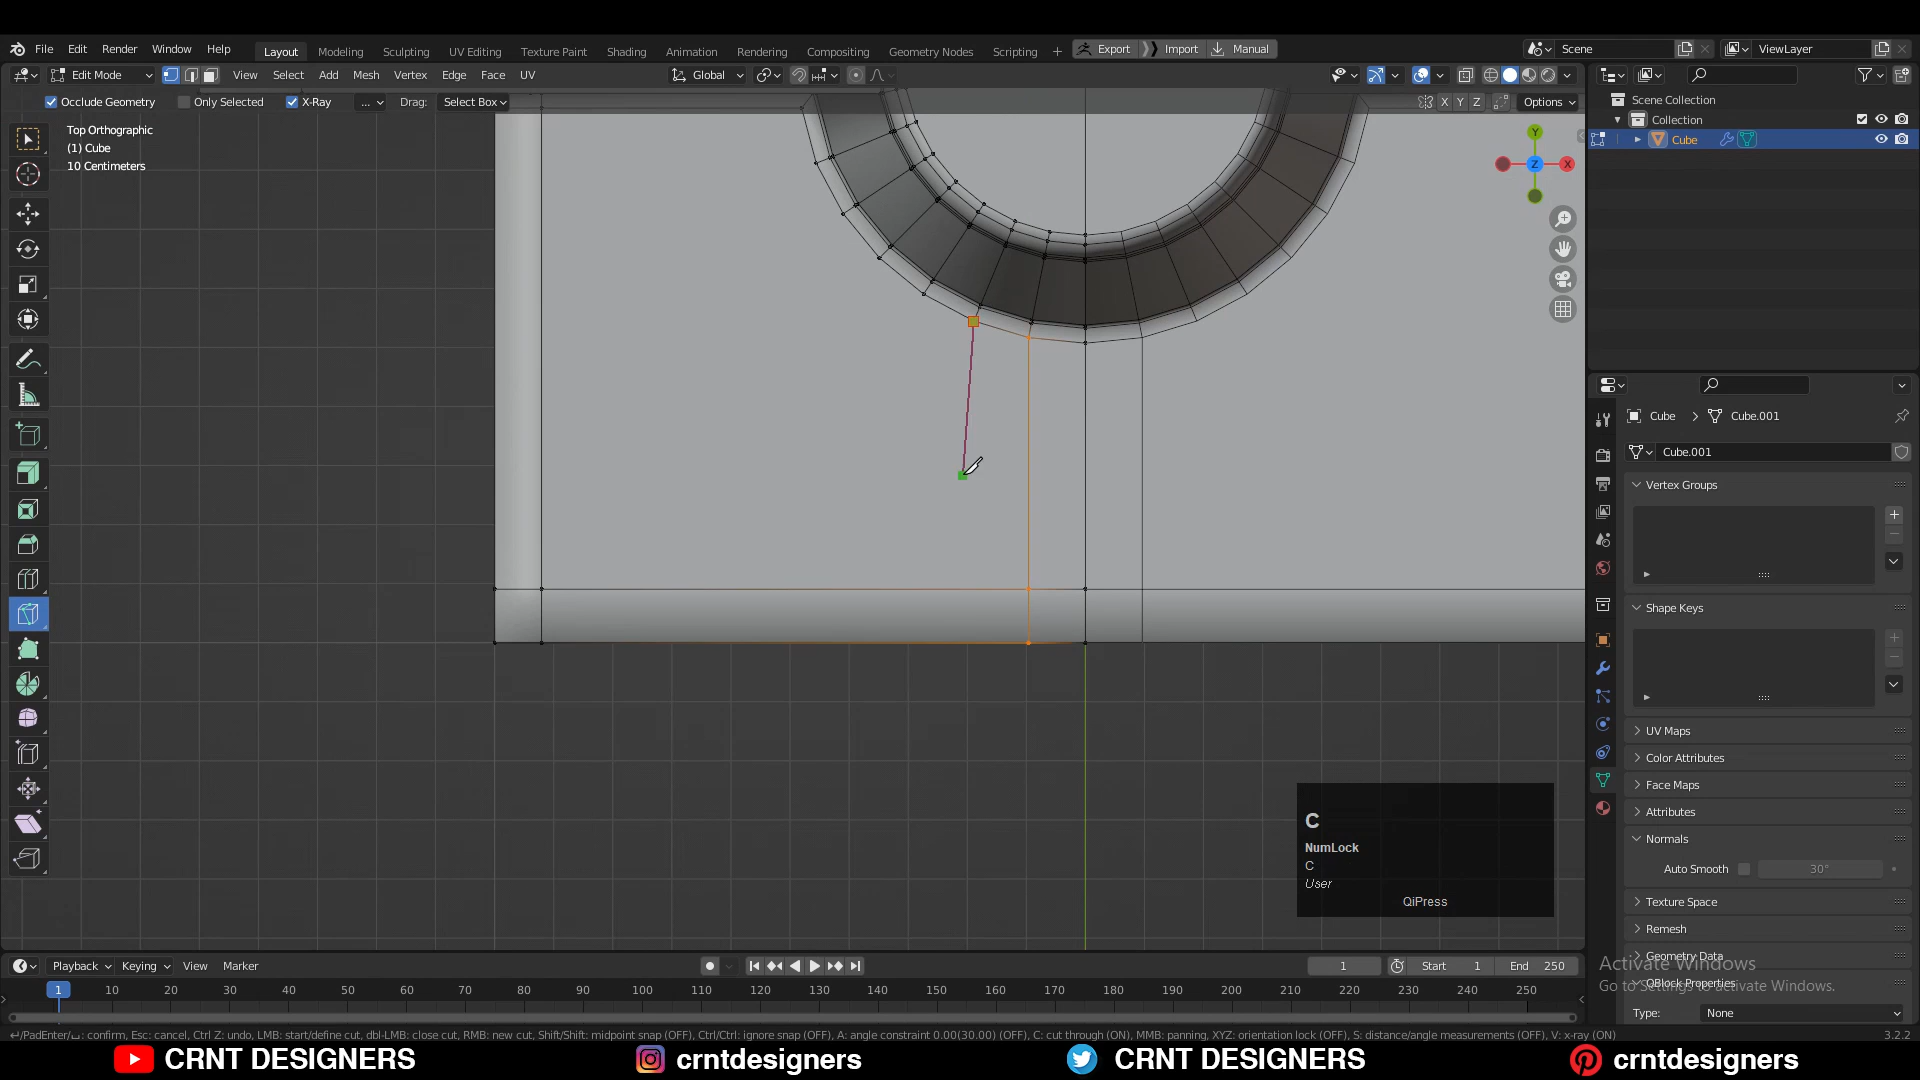 File Edit Render Window Help Layout Modeling Sculpting UV Editing Texture Paint Shading Animation Rendering Compositing Geometry Nodes Scripting + Export Import Manual Scene ViewLayer
Edit Mode View Select Add Mesh Vertex Edge Face UV Global
Occlude Geometry Only Selected X-Ray ... Drag: Select Box X Y Z Options
Top Orthographic
(1) Cube
10 Centimeters
Y
X
Z
Scene Collection
Collection
Cube
Cube > Cube.001
Cube.001
Vertex Groups
Shape Keys
UV Maps
Color Attributes
Face Maps
Attributes
Normals
Auto Smooth 30°
Texture Space
Remesh
Geometry Data
QBlock Properties
Type: None
Activate Windows
Go to Settings to activate Windows.
C
NumLock
C
User
QiPress
Playback Keying View Marker 1 Start 1 End 250
1 10 20 30 40 50 60 70 80 90 100 110 120 130 140 150 160 170 180 190 200 210 220 230 240 250
/PadEnter/: confirm, Esc: cancel, Ctrl Z: undo, LMB: start/define cut, dbl-LMB: close cut, RMB: new cut, Shift/Shift: midpoint snap (OFF), Ctrl/Ctrl: ignore snap (OFF), A: angle constraint 0.00(30.00) (OFF), C: cut through (ON), MMB: panning, XYZ: orientation lock (OFF), S: distance/angle measurements (OFF), V: x-ray (ON)
3.2.2
CRNT DESIGNERS crntdesigners CRNT DESIGNERS crntdesigners